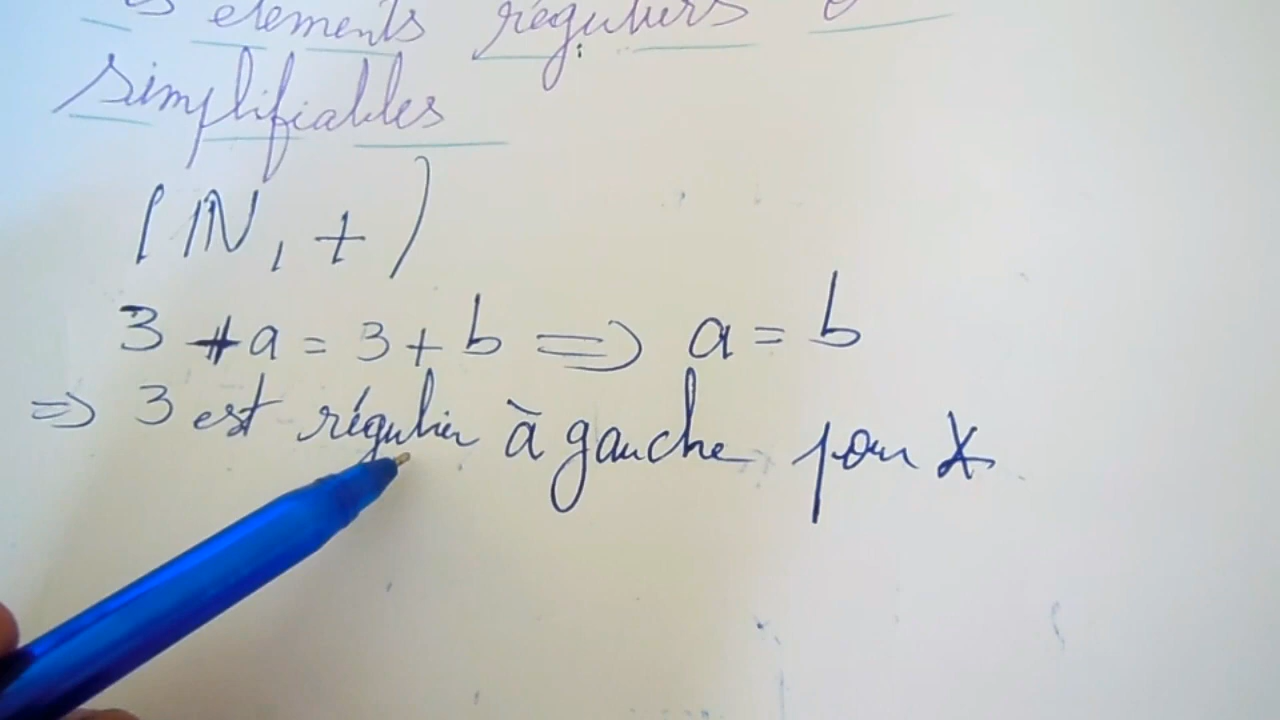 éléments réguliers
simplifiables
(IN, +)
3 + a = 3 + b => a = b
=> 3 est régulier à gauche pour *